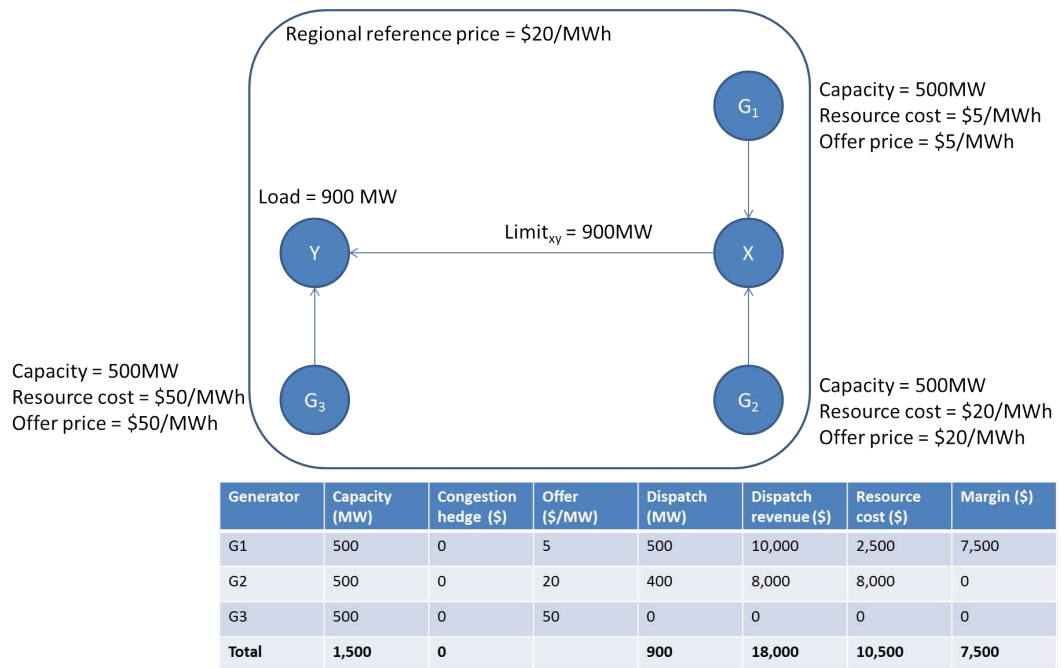 Regional reference price = $20/MWh
G1
Capacity = 500MW
Resource cost = $5/MWh
Offer price = $5/MWh
Load = 900 MW
Y
Limitxy = 900MW
X
Capacity = 500MW
Resource cost = $50/MWh
Offer price = $50/MWh
G3
G2
Capacity = 500MW
Resource cost = $20/MWh
Offer price = $20/MWh
Generator Capacity (MW) Congestion hedge ($) Offer ($/MW) Dispatch (MW) Dispatch revenue ($) Resource cost ($) Margin ($)
G1 500 0 5 500 10,000 2,500 7,500
G2 500 0 20 400 8,000 8,000 0
G3 500 0 50 0 0 0 0
Total 1,500 0 900 18,000 10,500 7,500